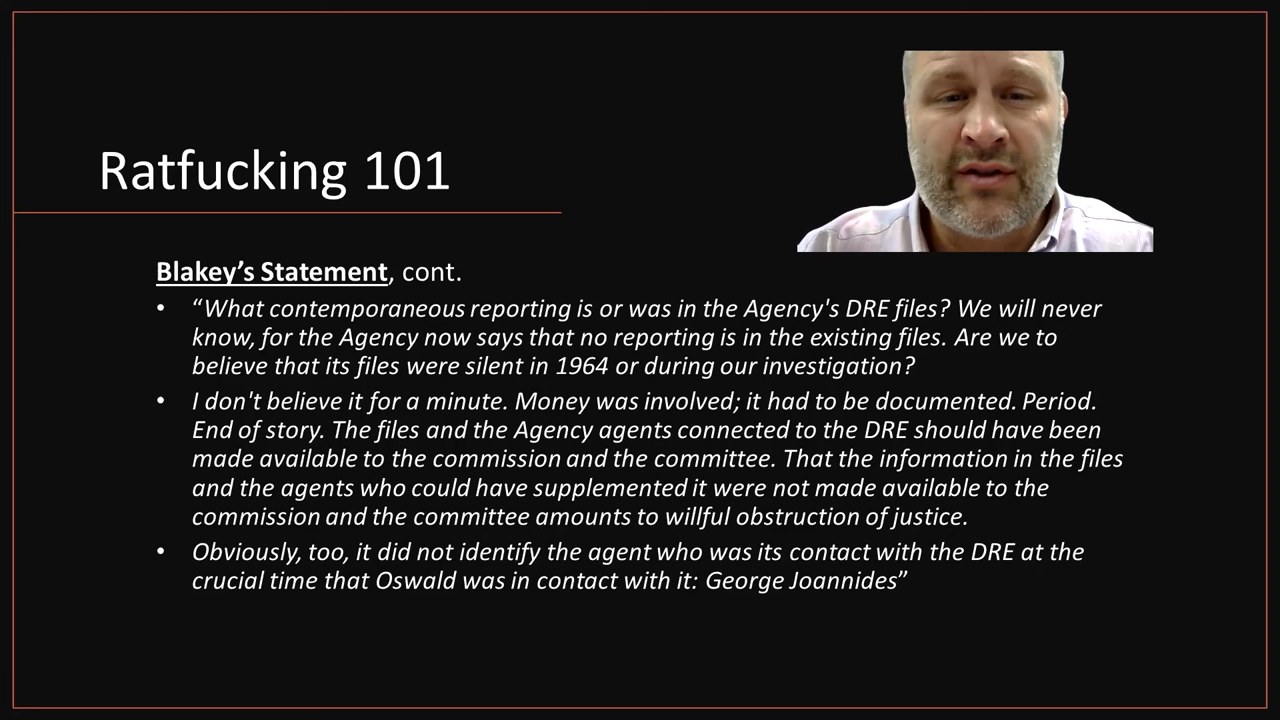 Ratfucking 101
Blakey’s Statement, cont.
• “What contemporaneous reporting is or was in the Agency's DRE files? We will never
know, for the Agency now says that no reporting is in the existing files. Are we to
believe that its files were silent in 1964 or during our investigation?
• I don't believe it for a minute. Money was involved; it had to be documented. Period.
End of story. The files and the Agency agents connected to the DRE should have been
made available to the commission and the committee. That the information in the files
and the agents who could have supplemented it were not made available to the
commission and the committee amounts to willful obstruction of justice.
• Obviously, too, it did not identify the agent who was its contact with the DRE at the
crucial time that Oswald was in contact with it: George Joannides”